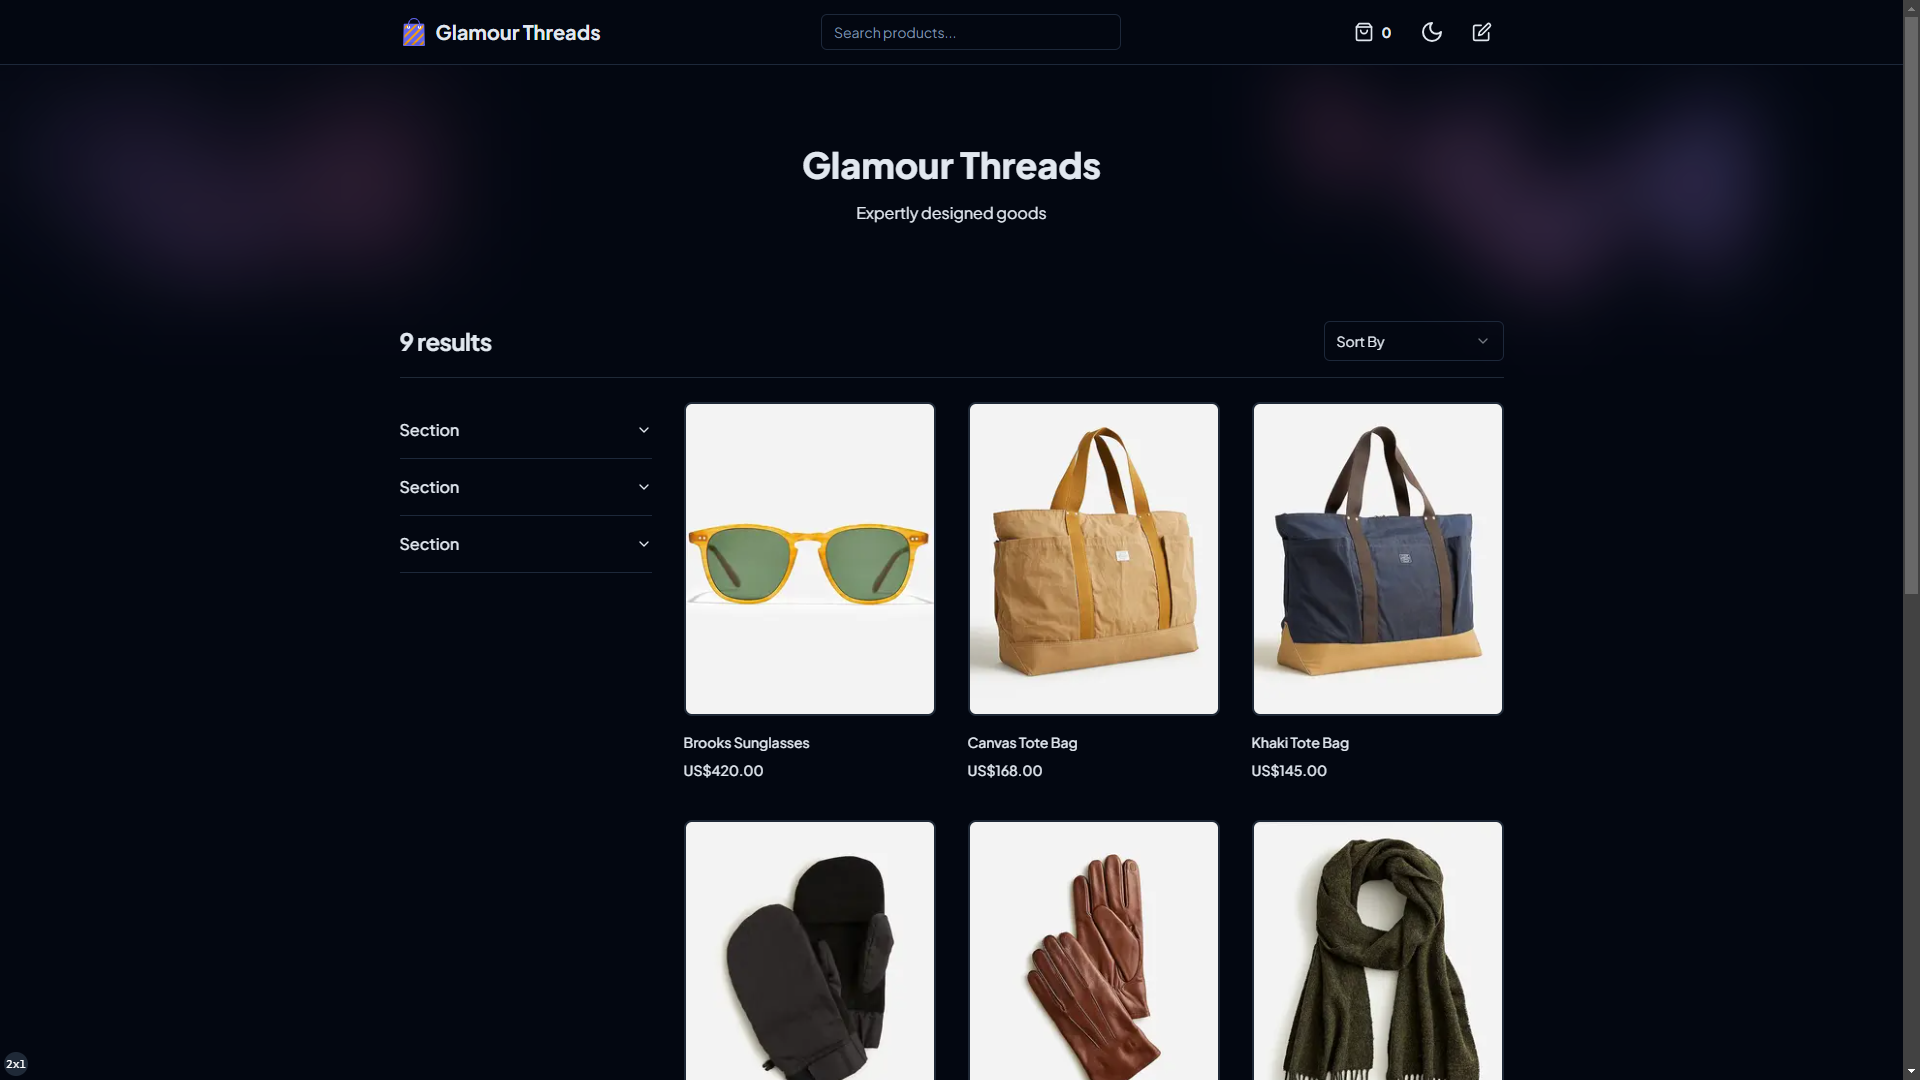 Glamour Threads
Search products...
0
Glamour Threads
Expertly designed goods
9 results
Sort By
Section
Section
Section
Brooks Sunglasses
US$420.00
Canvas Tote Bag
US$168.00
Khaki Tote Bag
US$145.00
2x1